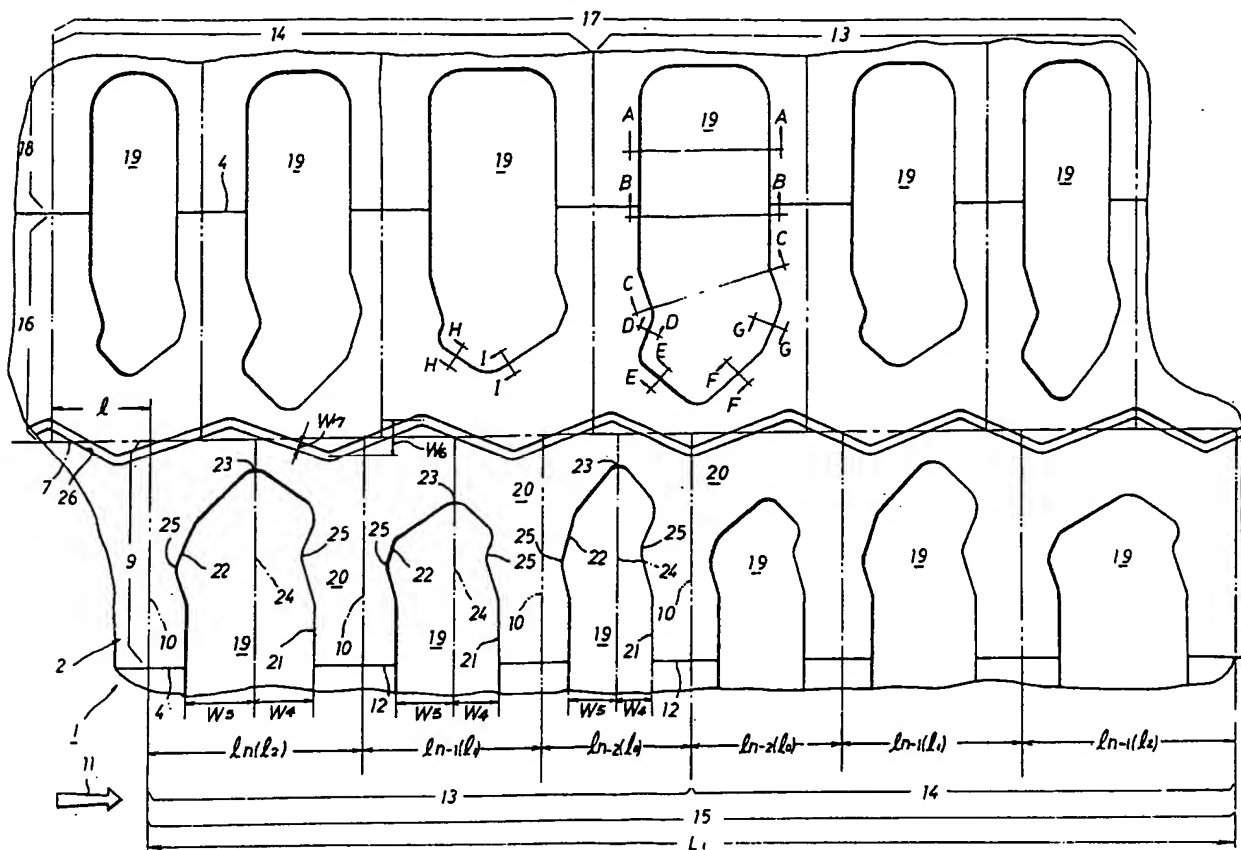 17
14 13
A A
19 19 19 19 19 19
18 4
B B
C C
16
D D G G
H H I I E E F F
l W7 W6
7 26 23 23 23 20 20
25 25 25 25 25 25
9 22 20 22 22
24 24 24
10 10 10 10
19 19 19 19 19 19
2 21 21 21
1 4 W5 W4 12 W5 W4 W5 W4 12
ln(l2) ln-1(l1) ln-2(l0) ln-2(l0) ln-1(l1) ln-1(l2)
11
13 14
15
L1